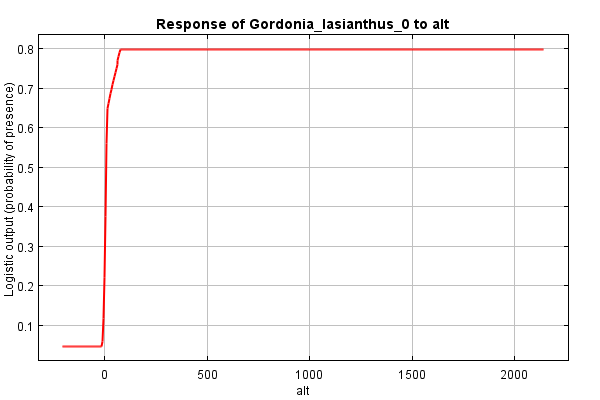 Response of Gordonia_lasianthus_0 to alt
Logistic output (probability of presence)
0.8
0.7
0.6
0.5
0.4
0.3
0.2
0.1
0 500 1000 1500 2000
alt